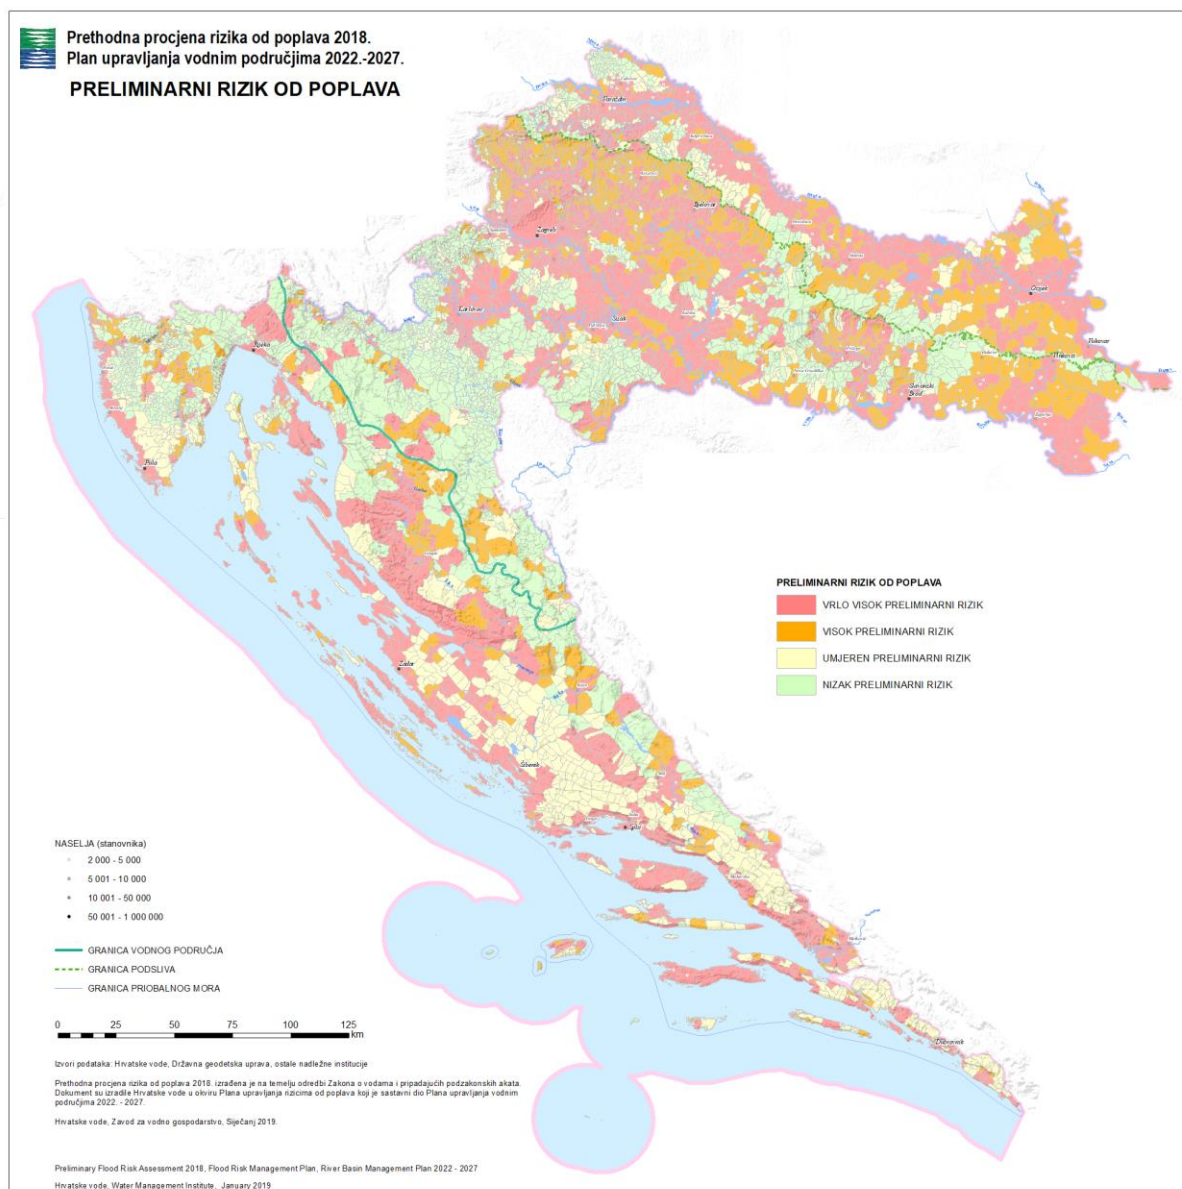 Prethodna procjena rizika od poplava 2018.
Plan upravljanja vodnim područjima 2022.-2027.
PRELIMINARNI RIZIK OD POPLAVA
Varaždin
Bjelovar
Zagreb
Karlovac
Sisak
Osijek
Vukovar
Vinkovci
Slavonski
Brod
Rijeka
Pula
Zadar
Šibenik
Split
Dubrovnik
PRELIMINARNI RIZIK OD POPLAVA
VRLO VISOK PRELIMINARNI RIZIK
VISOK PRELIMINARNI RIZIK
UMJEREN PRELIMINARNI RIZIK
NIZAK PRELIMINARNI RIZIK
NASELJA (stanovnika)
2 000 - 5 000
5 001 - 10 000
10 001 - 50 000
50 001 - 1 000 000
GRANICA VODNOG PODRUČJA
GRANICA PODSLIVA
GRANICA PRIOBALNOG MORA
0 25 50 75 100 125
km
Izvori podataka: Hrvatske vode, Državna geodetska uprava, ostale nadležne institucije
Prethodna procjena rizika od poplava 2018. izrađena je na temelju odredbi Zakona o vodama i pripadajućih podzakonskih akata.
Dokument su izradile Hrvatske vode u okviru Plana upravljanja rizicima od poplava koji je sastavni dio Plana upravljanja vodnim
područjima 2022. - 2027.
Hrvatske vode, Zavod za vodno gospodarstvo, Siječanj 2019.
Preliminary Flood Risk Assessment 2018, Flood Risk Management Plan, River Basin Management Plan 2022 - 2027
Hrvatske vode, Water Management Institute, January 2019